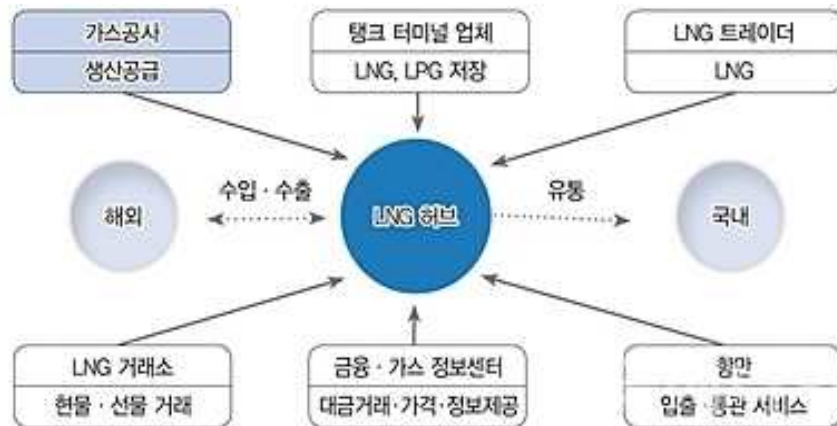 가스공사
생산공급
탱크 터미널 업체
LNG, LPG 저장
LNG 트레이더
LNG
해외
수입 · 수출
LNG 허브
유통
국내
LNG 거래소
현물 · 선물 거래
금융 · 가스 정보센터
대금거래·가격·정보제공
항만
입출·통관 서비스